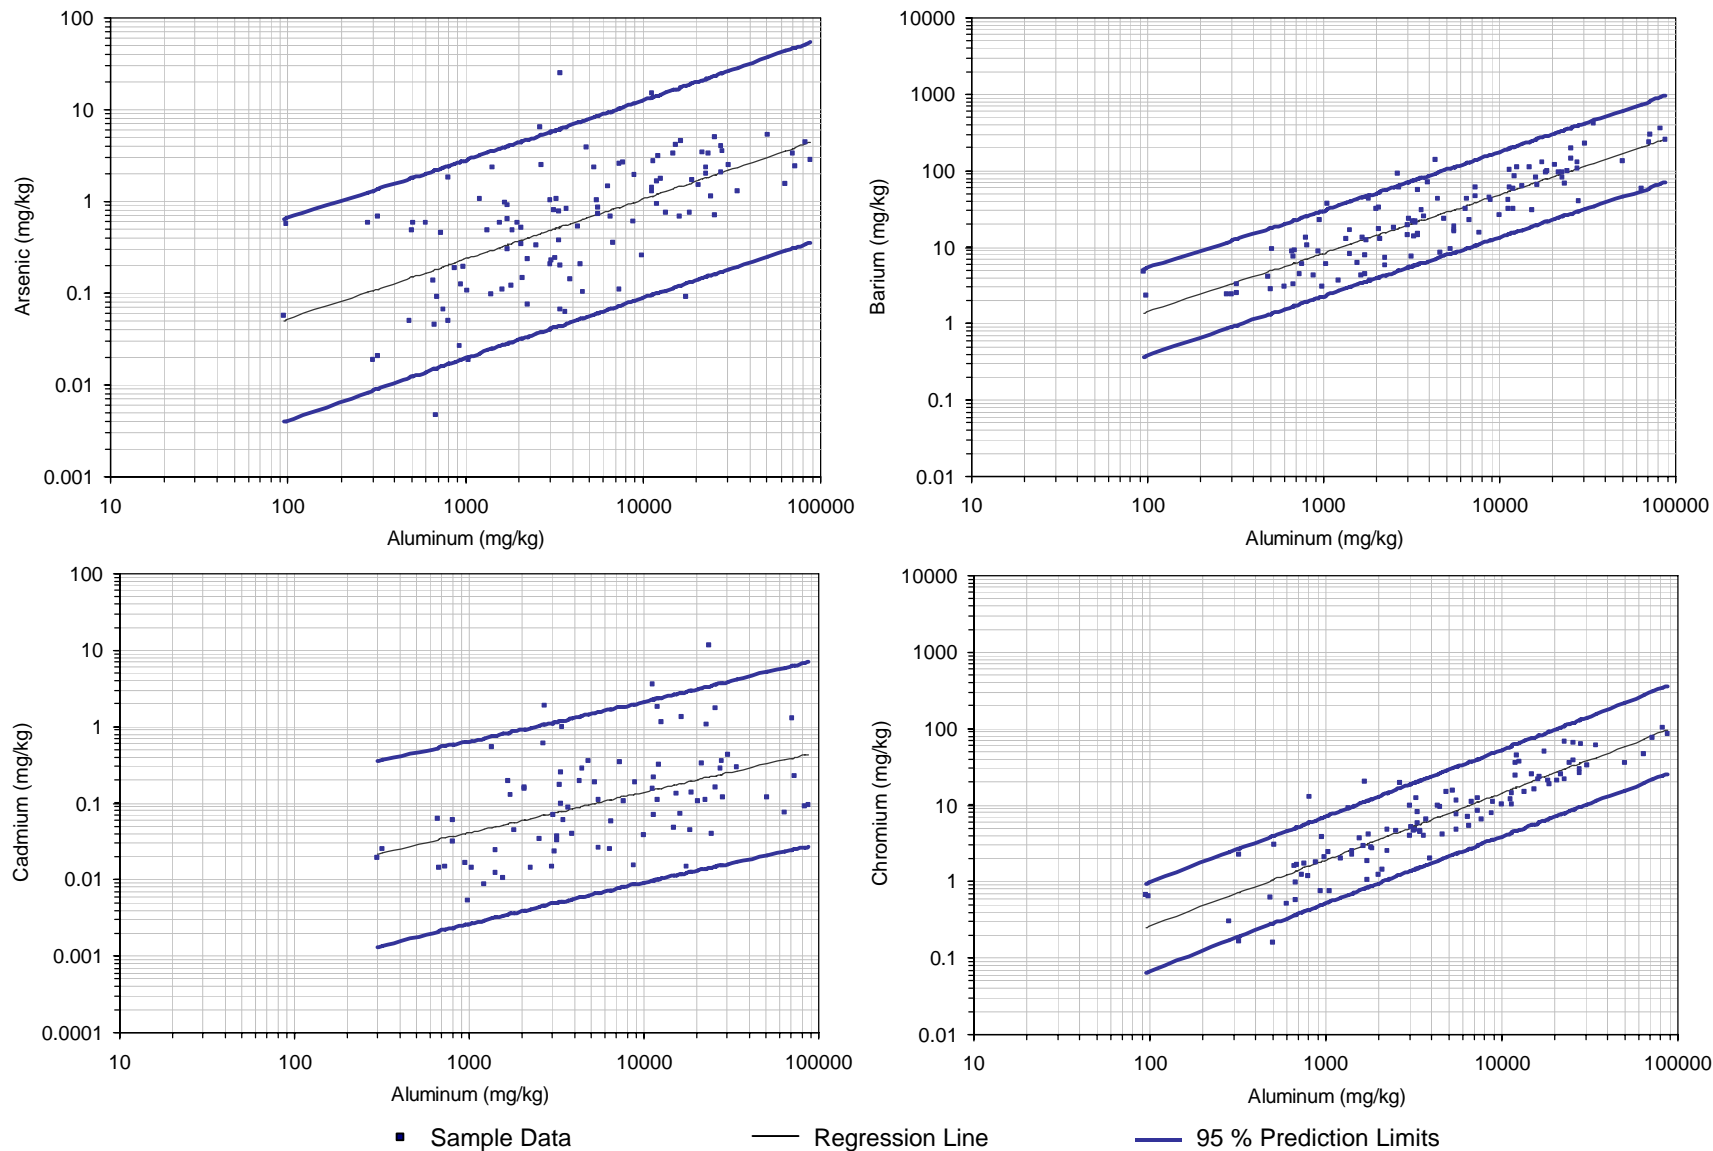 100
10
1
0.1
0.01
0.001
10 100 1000 10000 100000
Arsenic (mg/kg)
Aluminum (mg/kg)
10000
1000
100
10
1
0.1
0.01
10 100 1000 10000 100000
Barium (mg/kg)
Aluminum (mg/kg)
100
10
1
0.1
0.01
0.001
0.0001
10 100 1000 10000 100000
Cadmium (mg/kg)
Aluminum (mg/kg)
10000
1000
100
10
1
0.1
0.01
10 100 1000 10000 100000
Chromium (mg/kg)
Aluminum (mg/kg)
Sample Data Regression Line 95 % Prediction Limits